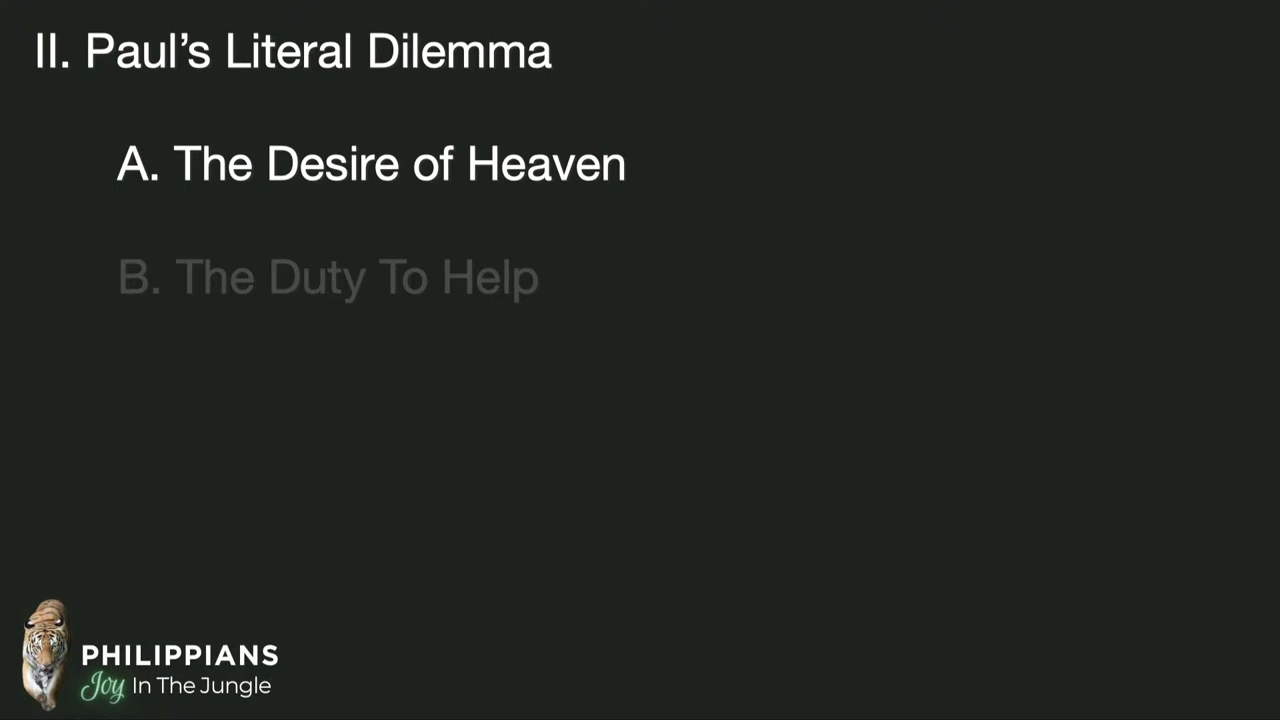 II. Paul’s Literal Dilemma
A. The Desire of Heaven
B. The Duty To Help
PHILIPPIANS
Joy In The Jungle